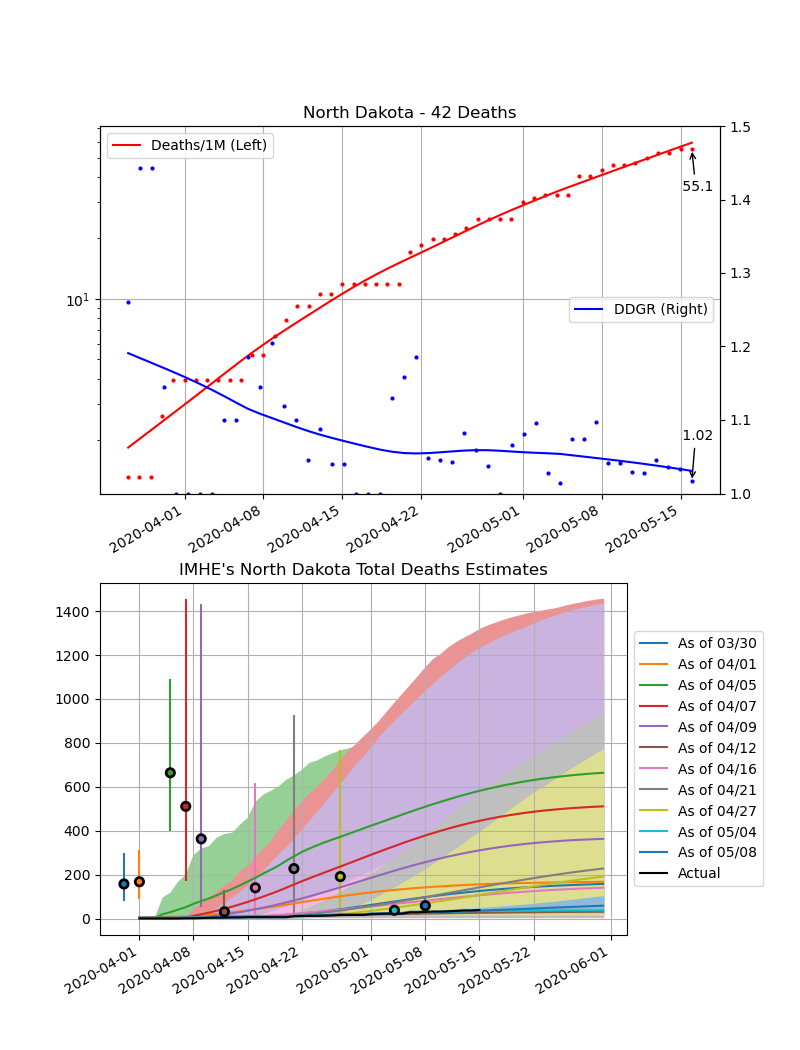 North Dakota - 42 Deaths
Deaths/1M (Left)
DDGR (Right)
55.1
1.02
10^1
1.5
1.4
1.3
1.2
1.1
1.0
2020-04-01
2020-04-08
2020-04-15
2020-04-22
2020-05-01
2020-05-08
2020-05-15
IMHE's North Dakota Total Deaths Estimates
1400
1200
1000
800
600
400
200
0
2020-04-01
2020-04-08
2020-04-15
2020-04-22
2020-05-01
2020-05-08
2020-05-15
2020-05-22
2020-06-01
As of 03/30
As of 04/01
As of 04/05
As of 04/07
As of 04/09
As of 04/12
As of 04/16
As of 04/21
As of 04/27
As of 05/04
As of 05/08
Actual